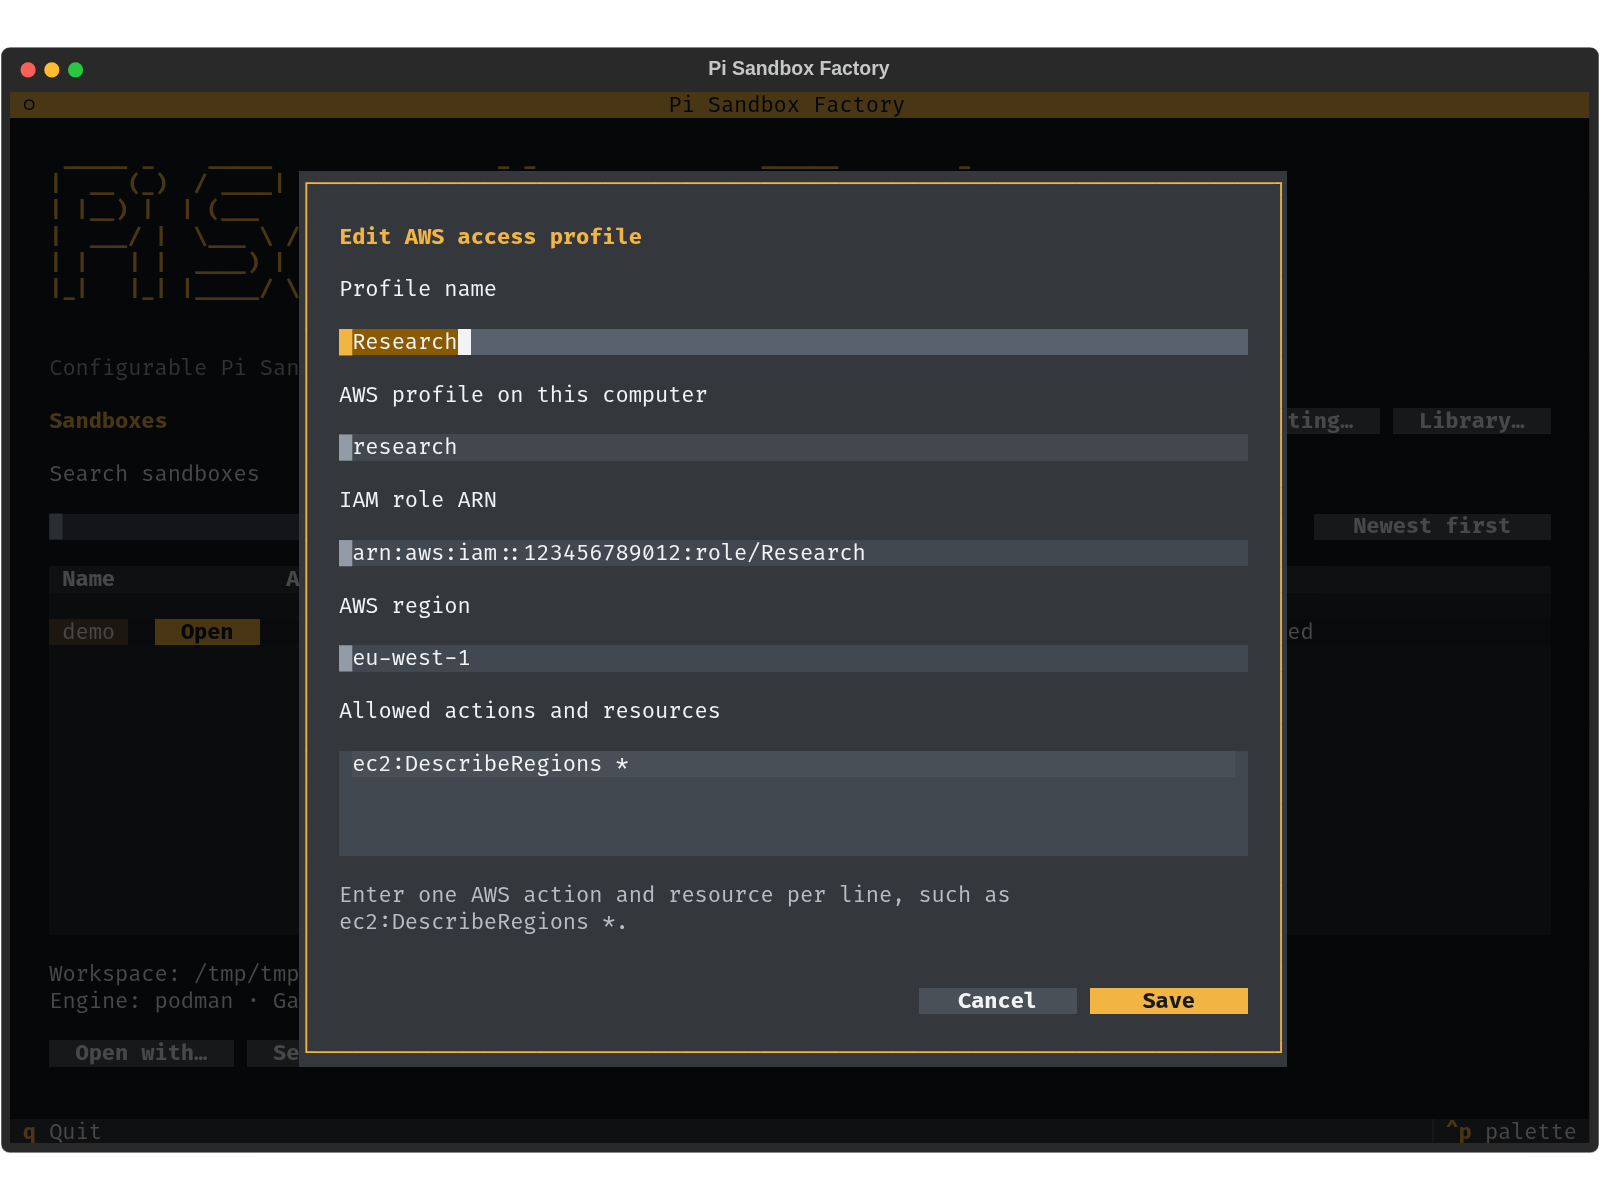 Pi Sandbox Factory
Pi Sandbox Factory
Configurable Pi San
Sandboxes
ting… Library…
Search sandboxes
Newest first
Name A
demo Open ed
Workspace: /tmp/tmp
Engine: podman · Ga
Open with… Se
Edit AWS access profile
Profile name
Research
AWS profile on this computer
research
IAM role ARN
arn:aws:iam::123456789012:role/Research
AWS region
eu-west-1
Allowed actions and resources
ec2:DescribeRegions *
Enter one AWS action and resource per line, such as
ec2:DescribeRegions *.
Cancel Save
q Quit ^p palette